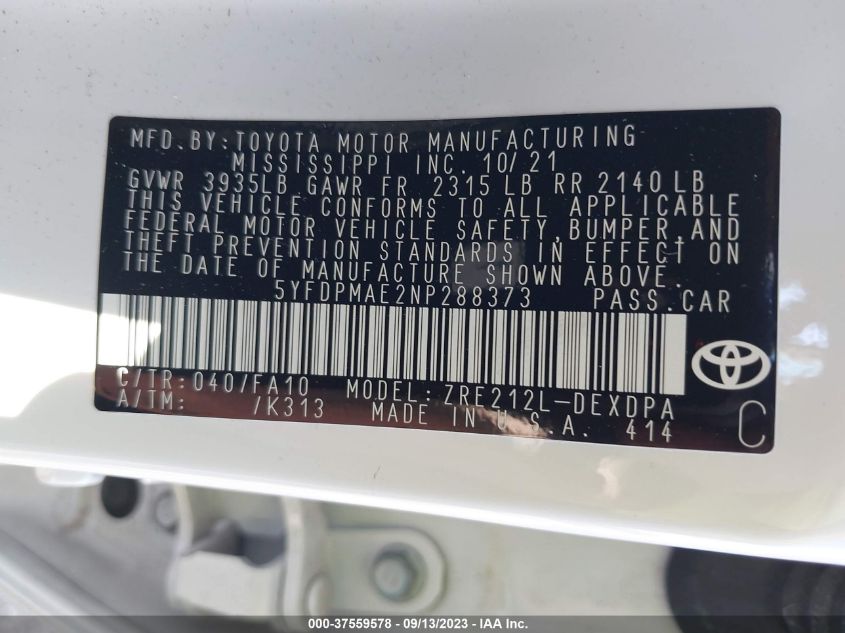 MFD.BY:TOYOTA MOTOR MANUFACTURING
MISSISSIPPI INC. 10/21
GVWR 3935LB GAWR FR 2315 LB RR 2140LB
THIS VEHICLE CONFORMS TO ALL APPLICABLE
FEDERAL MOTOR VEHICLE SAFETY,BUMPER,AND
THEFT PREVENTION STANDARDS IN EFFECT ON
THE DATE OF MANUFACTURE SHOWN ABOVE.
5YFDPMAE2NP288373 PASS.CAR
C/TR:040/FA10 MODEL:ZRE212L-DEXDPA
A/TM: /K313 MADE IN U.S.A. 414 C
000-37559578 - 09/13/2023 - IAA Inc.